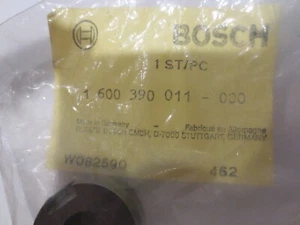 BOSCH
1 ST/PC
1 600 390 011 - 000
Made in Germany - Fabriqué en Allemagne
ROBERT BOSCH GMBH, D-7000 STUTTGART, GERMANY
W082590 462